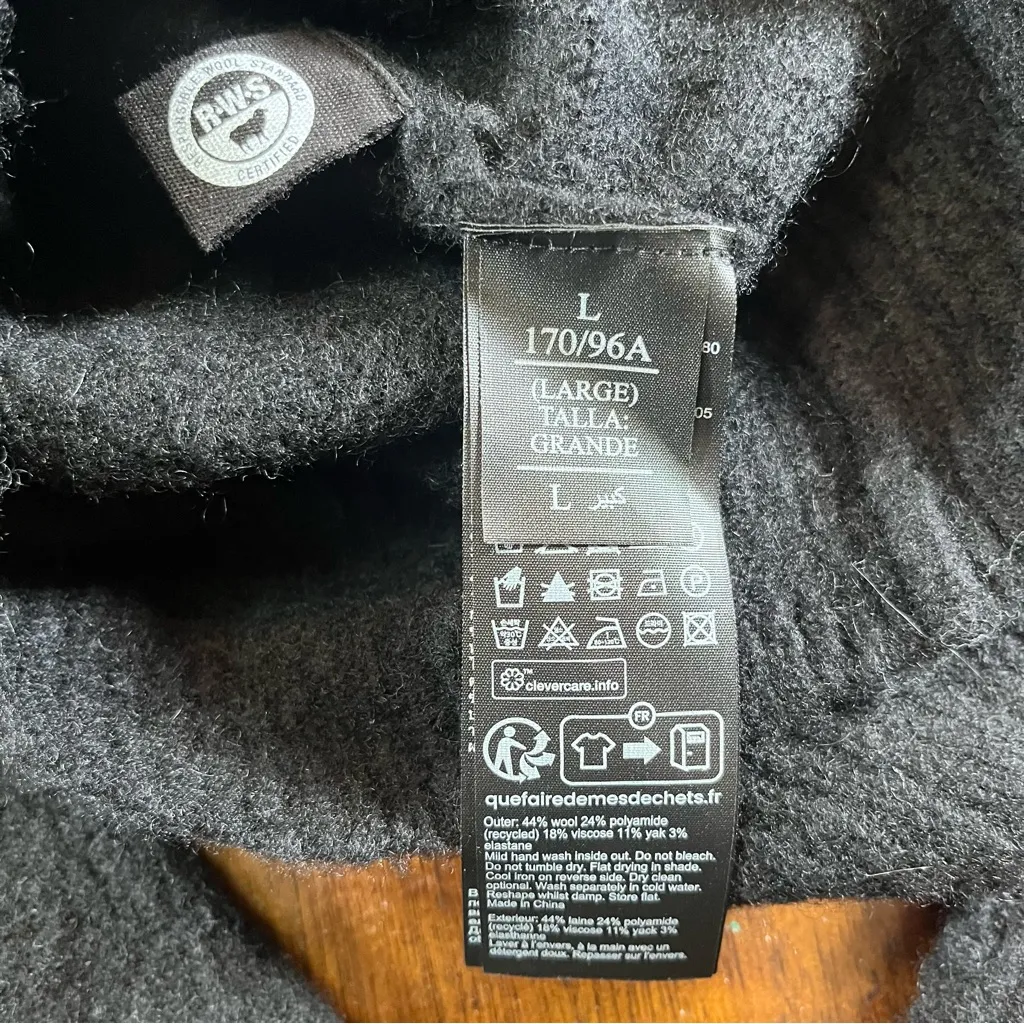 RESPONSIBLE WOOL STANDARD
R·W·S
CERTIFIED
L
170/96A
(LARGE)
TALLA:
GRANDE
L كبير
80
05
P
FR
clevercare.info
quefairedemesdechets.fr
Outer: 44% wool 24% polyamide
(recycled) 18% viscose 11% yak 3%
elastane
Mild hand wash inside out. Do not bleach.
Do not tumble dry. Flat drying in shade.
Cool iron on reverse side. Dry clean
optional. Wash separately in cold water.
Reshape whilst damp. Store flat.
Made in China
Exterieur: 44% laine 24% polyamide
(recyclé) 18% viscose 11% yack 3%
elasthanne
Laver à l'envers, à la main avec un
détergent doux. Repasser sur l'envers.